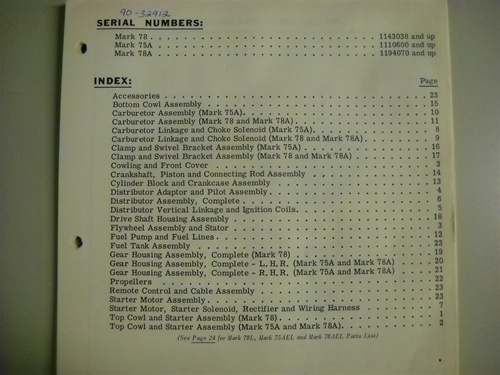 90-32912
SERIAL NUMBERS:
Mark 78 . . . . . 1143038 and up
Mark 75A . . . . . 1110600 and up
Mark 78A . . . . . 1194070 and up
INDEX: Page
Accessories . . . . . 23
Bottom Cowl Assembly . . . . . 15
Carburetor Assembly (Mark 75A). . . . . 10
Carburetor Assembly (Mark 78 and Mark 78A) . . . . . 11
Carburetor Linkage and Choke Solenoid (Mark 75A). . . . . 8
Carburetor Linkage and Choke Solenoid (Mark 78 and Mark 78A) . . . . . 9
Clamp and Swivel Bracket Assembly (Mark 75A) . . . . . 16
Clamp and Swivel Bracket Assembly (Mark 78 and Mark 78A) . . . . . 17
Cowling and Front Cover . . . . . 3
Crankshaft, Piston and Connecting Rod Assembly . . . . . 14
Cylinder Block and Crankcase Assembly . . . . . 13
Distributor Adaptor and Pilot Assembly . . . . . 4
Distributor Assembly, Complete . . . . . 6
Distributor Vertical Linkage and Ignition Coils. . . . . 5
Drive Shaft Housing Assembly . . . . . 18
Flywheel Assembly and Stator . . . . . 3
Fuel Pump and Fuel Lines . . . . . 12
Fuel Tank Assembly . . . . . 23
Gear Housing Assembly, Complete (Mark 78) . . . . . 19
Gear Housing Assembly, Complete - L.H.R. (Mark 75A and Mark 78A) . . . . . 20
Gear Housing Assembly, Complete - R.H.R. (Mark 75A and Mark 78A) . . . . . 21
Propellers . . . . . 22
Remote Control and Cable Assembly . . . . . 23
Starter Motor Assembly . . . . . 23
Starter Motor, Starter Solenoid, Rectifier and Wiring Harness . . . . . 7
Top Cowl and Starter Assembly (Mark 78) . . . . . 1
Top Cowl and Starter Assembly (Mark 75A and Mark 78A). . . . . 2
(See Page 24 for Mark 78L, Mark 75AEL and Mark 78AEL Parts List)